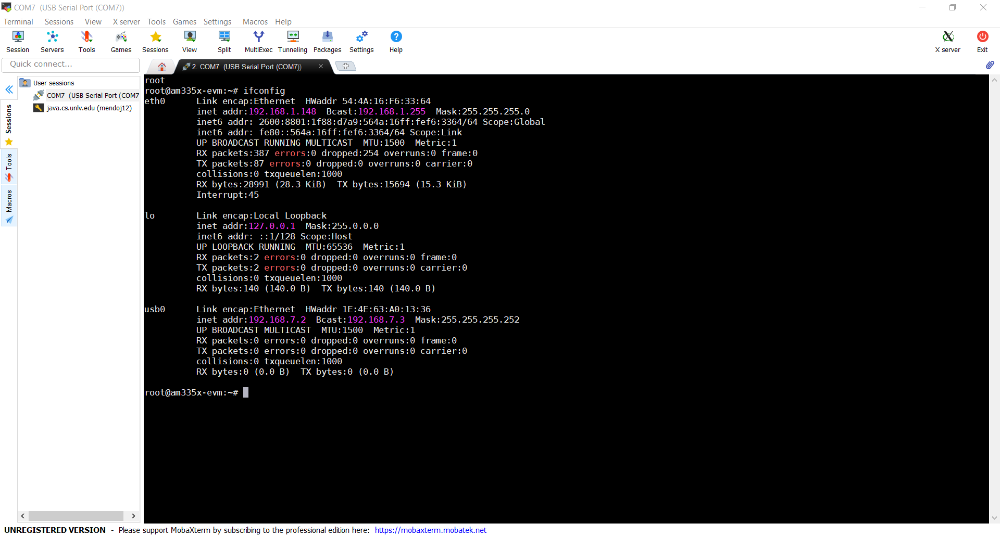 COM7  (USB Serial Port (COM7))
Terminal Sessions View X server Tools Games Settings Macros Help
Session Servers Tools Games Sessions View Split MultiExec Tunneling Packages Settings Help X server Exit
Quick connect...
2. COM7  (USB Serial Port (COM7))
User sessions
COM7  (USB Serial Port (COM7
java.cs.unlv.edu (mendoj12)
Sessions
Tools
Macros
root
root@am335x-evm:~# ifconfig
eth0      Link encap:Ethernet  HWaddr 54:4A:16:F6:33:64
          inet addr:192.168.1.148  Bcast:192.168.1.255  Mask:255.255.255.0
          inet6 addr: 2600:8801:1f88:d7a9:564a:16ff:fef6:3364/64 Scope:Global
          inet6 addr: fe80::564a:16ff:fef6:3364/64 Scope:Link
          UP BROADCAST RUNNING MULTICAST  MTU:1500  Metric:1
          RX packets:387 errors:0 dropped:254 overruns:0 frame:0
          TX packets:87 errors:0 dropped:0 overruns:0 carrier:0
          collisions:0 txqueuelen:1000
          RX bytes:28991 (28.3 KiB)  TX bytes:15694 (15.3 KiB)
          Interrupt:45
lo        Link encap:Local Loopback
          inet addr:127.0.0.1  Mask:255.0.0.0
          inet6 addr: ::1/128 Scope:Host
          UP LOOPBACK RUNNING  MTU:65536  Metric:1
          RX packets:2 errors:0 dropped:0 overruns:0 frame:0
          TX packets:2 errors:0 dropped:0 overruns:0 carrier:0
          collisions:0 txqueuelen:1000
          RX bytes:140 (140.0 B)  TX bytes:140 (140.0 B)
usb0      Link encap:Ethernet  HWaddr 1E:4E:63:A0:13:36
          inet addr:192.168.7.2  Bcast:192.168.7.3  Mask:255.255.255.252
          UP BROADCAST MULTICAST  MTU:1500  Metric:1
          RX packets:0 errors:0 dropped:0 overruns:0 frame:0
          TX packets:0 errors:0 dropped:0 overruns:0 carrier:0
          collisions:0 txqueuelen:1000
          RX bytes:0 (0.0 B)  TX bytes:0 (0.0 B)
root@am335x-evm:~#
UNREGISTERED VERSION  -  Please support MobaXterm by subscribing to the professional edition here:  https://mobaxterm.mobatek.net